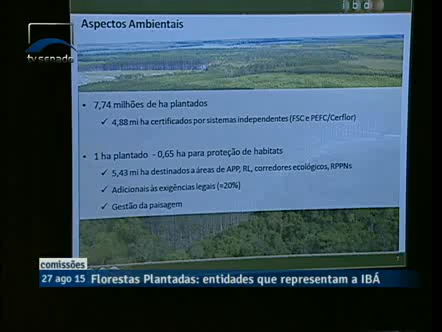 ibá
Aspectos Ambientais
tv senado
• 7,74 milhões de ha plantados
✓ 4,88 mi ha certificados por sistemas independentes (FSC e PEFC/Cerflor)
• 1 ha plantado - 0,65 ha para proteção de habitats
✓ 5,43 mi ha destinados a áreas de APP, RL, corredores ecológicos, RPPNs
✓ Adicionais às exigências legais (≈20%)
✓ Gestão da paisagem
7
comissões
27 ago 15 Florestas Plantadas: entidades que representam a IBÁ